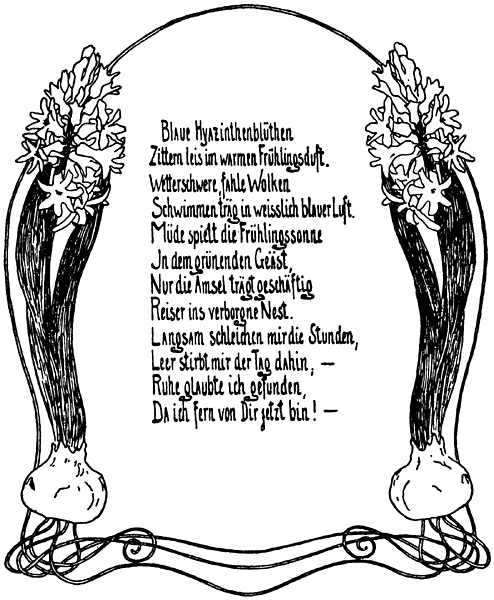 Blaue Hyazinthenblüthen
Zittern leis im warmen Frühlingsduft.
Wetterschwere, fahle Wolken
Schwimmen träg in weisslich blauer Luft.
Müde spielt die Frühlingssonne
In dem grünenden Geäst,
Nur die Amsel trägt geschäftig
Reiser ins verborgne Nest.
Langsam schleichen mir die Stunden,
Leer stirbt mir der Tag dahin, —
Ruhe glaubte ich gefunden,
Da ich fern von Dir jetzt bin! —